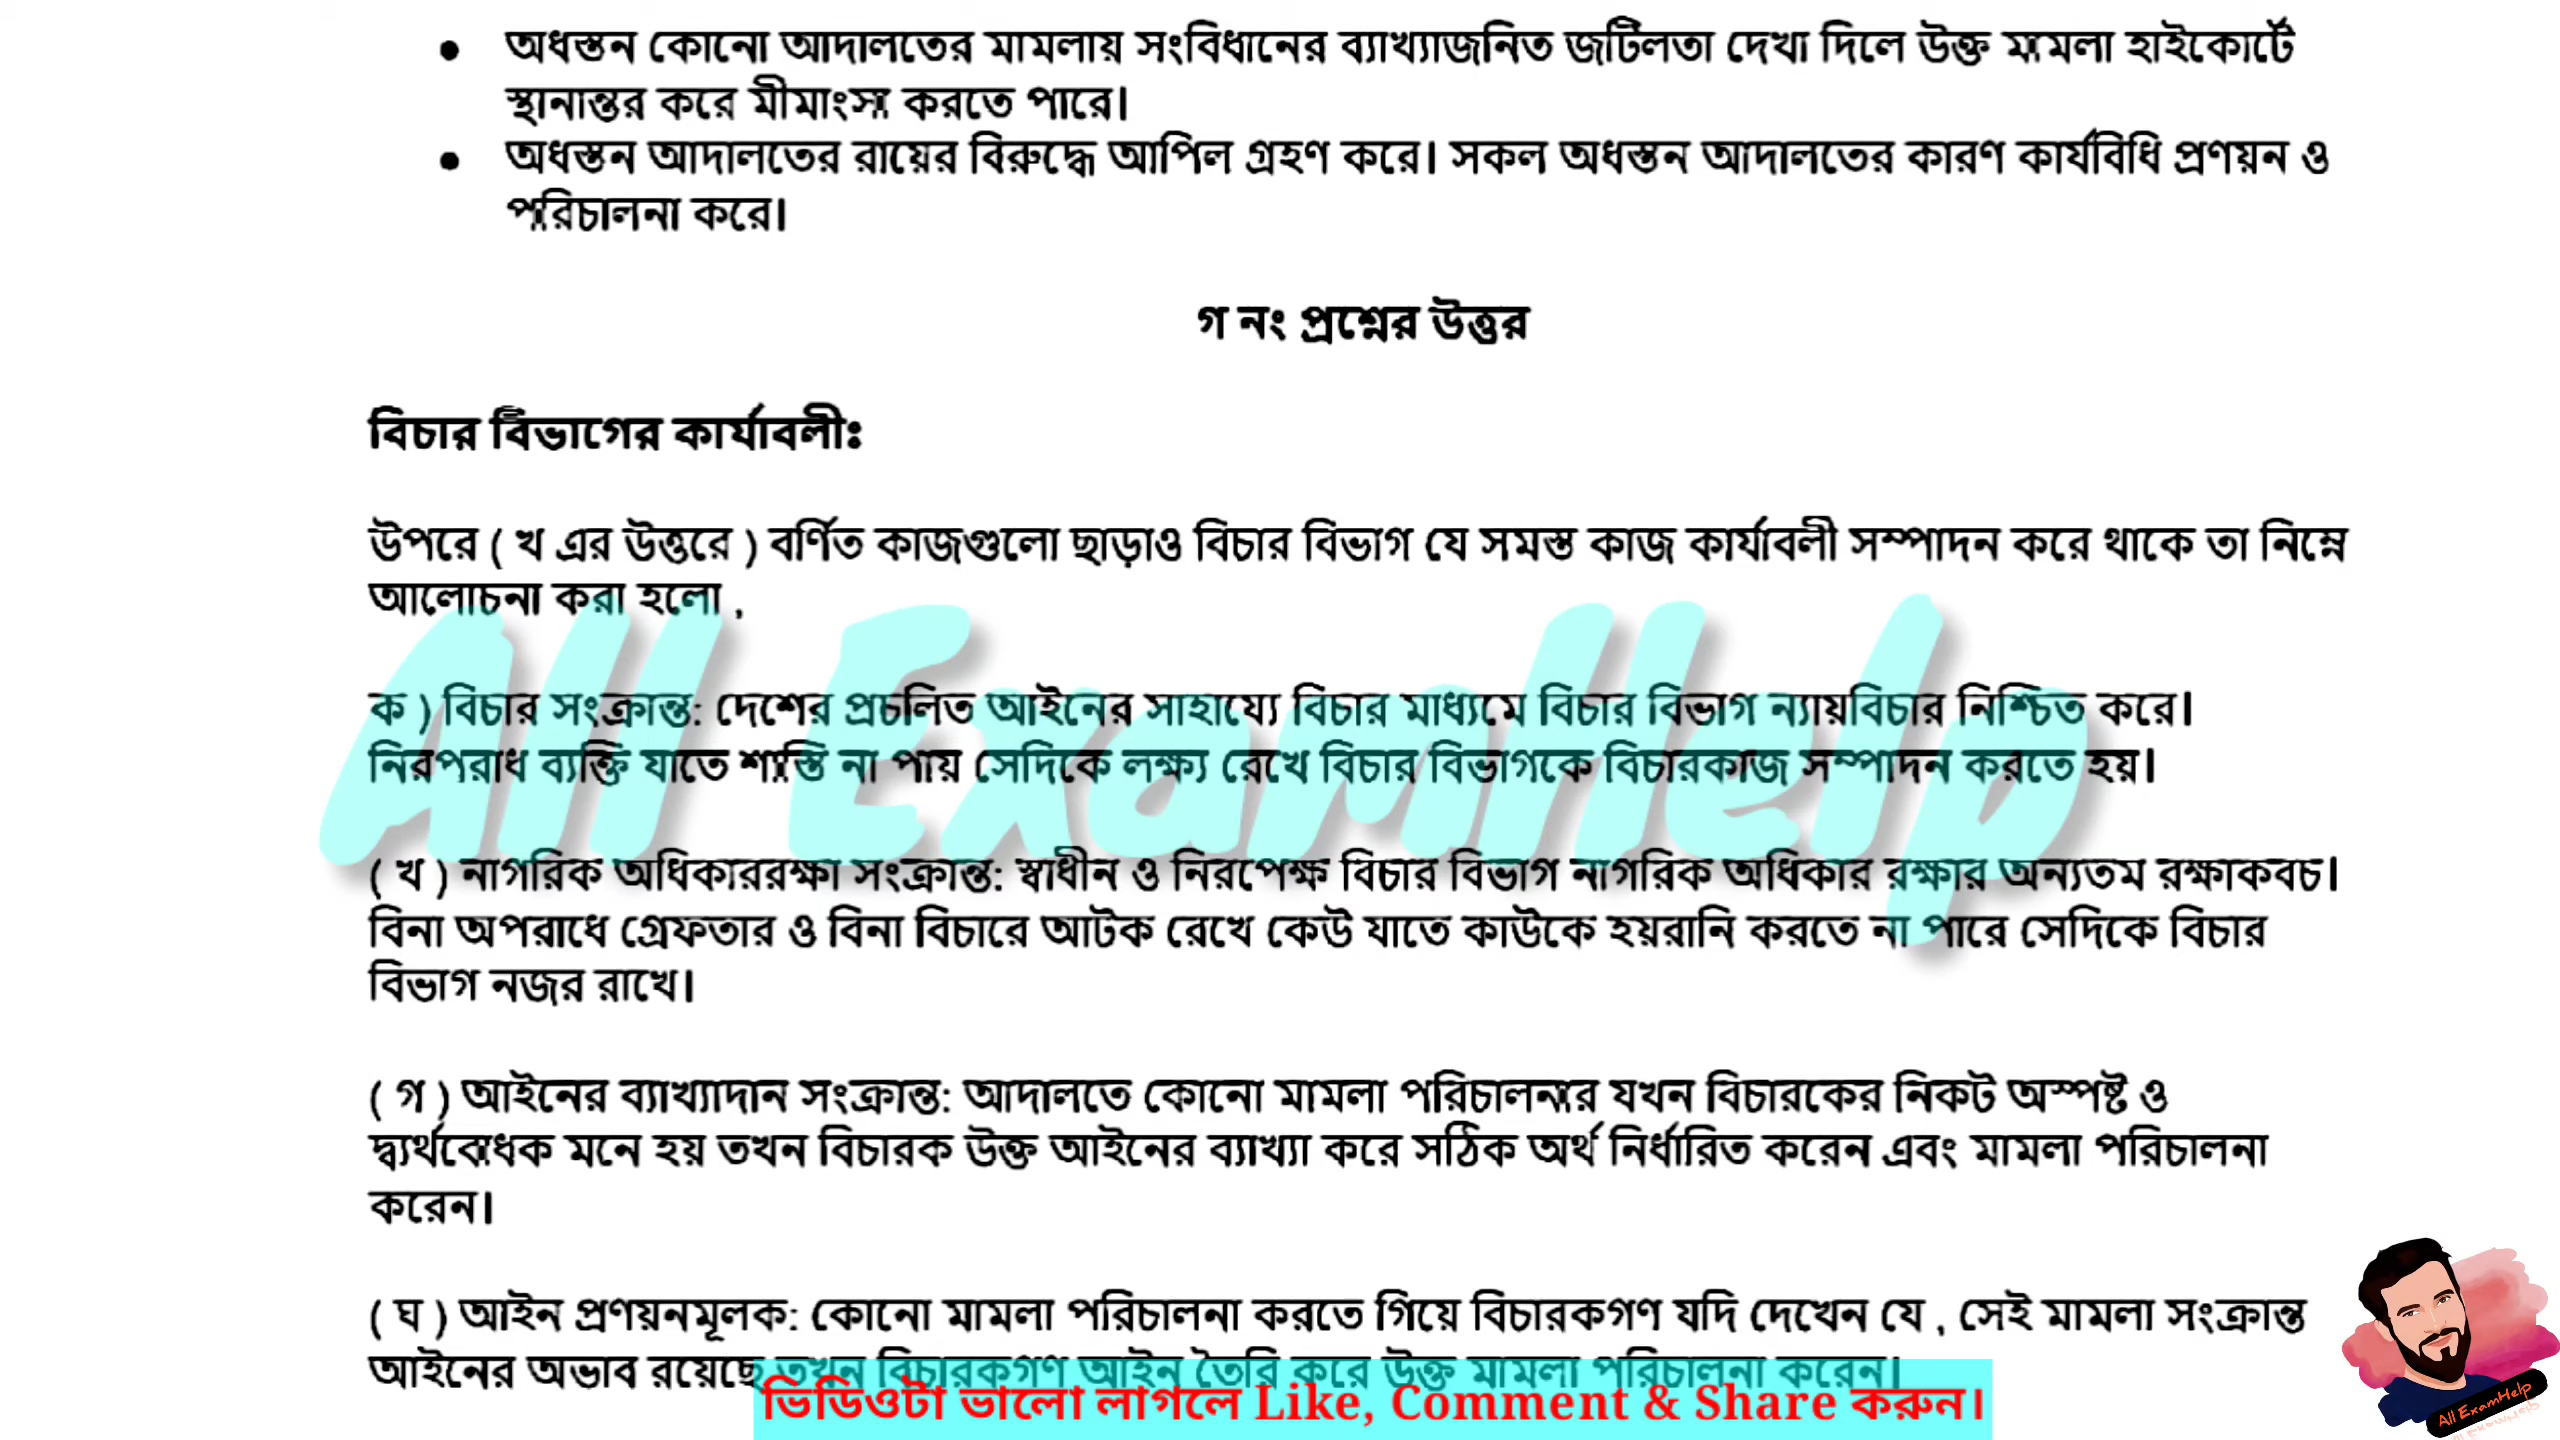 • অধস্তন কোনো আদালতের মামলায় সংবিধানের ব্যাখ্যাজনিত জটিলতা দেখা দিলে উক্ত মামলা হাইকোর্টে
স্থানান্তর করে মীমাংসা করতে পারে।
• অধস্তন আদালতের রায়ের বিরুদ্ধে আপিল গ্রহণ করে। সকল অধস্তন আদালতের কারণ কার্যবিধি প্রণয়ন ও
পরিচালনা করে।
গ নং প্রশ্নের উত্তর
বিচার বিভাগের কার্যাবলীঃ
উপরে ( খ এর উত্তরে ) বর্ণিত কাজগুলো ছাড়াও বিচার বিভাগ যে সমস্ত কাজ কার্যাবলী সম্পাদন করে থাকে তা নিম্নে
আলোচনা করা হলো ,
All ExamHelp
ক ) বিচার সংক্রান্ত: দেশের প্রচলিত আইনের সাহায্যে বিচার মাধ্যমে বিচার বিভাগ ন্যায়বিচার নিশ্চিত করে।
নিরপরাধ ব্যক্তি যাতে শাস্তি না পায় সেদিকে লক্ষ্য রেখে বিচার বিভাগকে বিচারকাজ সম্পাদন করতে হয়।
( খ ) নাগরিক অধিকাররক্ষা সংক্রান্ত: স্বাধীন ও নিরপেক্ষ বিচার বিভাগ নাগরিক অধিকার রক্ষার অন্যতম রক্ষাকবচ।
বিনা অপরাধে গ্রেফতার ও বিনা বিচারে আটক রেখে কেউ যাতে কাউকে হয়রানি করতে না পারে সেদিকে বিচার
বিভাগ নজর রাখে।
( গ ) আইনের ব্যাখ্যাদান সংক্রান্ত: আদালতে কোনো মামলা পরিচালনার যখন বিচারকের নিকট অস্পষ্ট ও
দ্ব্যর্থবোধক মনে হয় তখন বিচারক উক্ত আইনের ব্যাখ্যা করে সঠিক অর্থ নির্ধারিত করেন এবং মামলা পরিচালনা
করেন।
( ঘ ) আইন প্রণয়নমূলক: কোনো মামলা পরিচালনা করতে গিয়ে বিচারকগণ যদি দেখেন যে , সেই মামলা সংক্রান্ত
আইনের অভাব রয়েছে তখন বিচারকগণ আইন তৈরি করে উক্ত মামলা পরিচালনা করেন।
ভিডিওটা ভালো লাগলে Like, Comment & Share করুন।
All ExamHelp